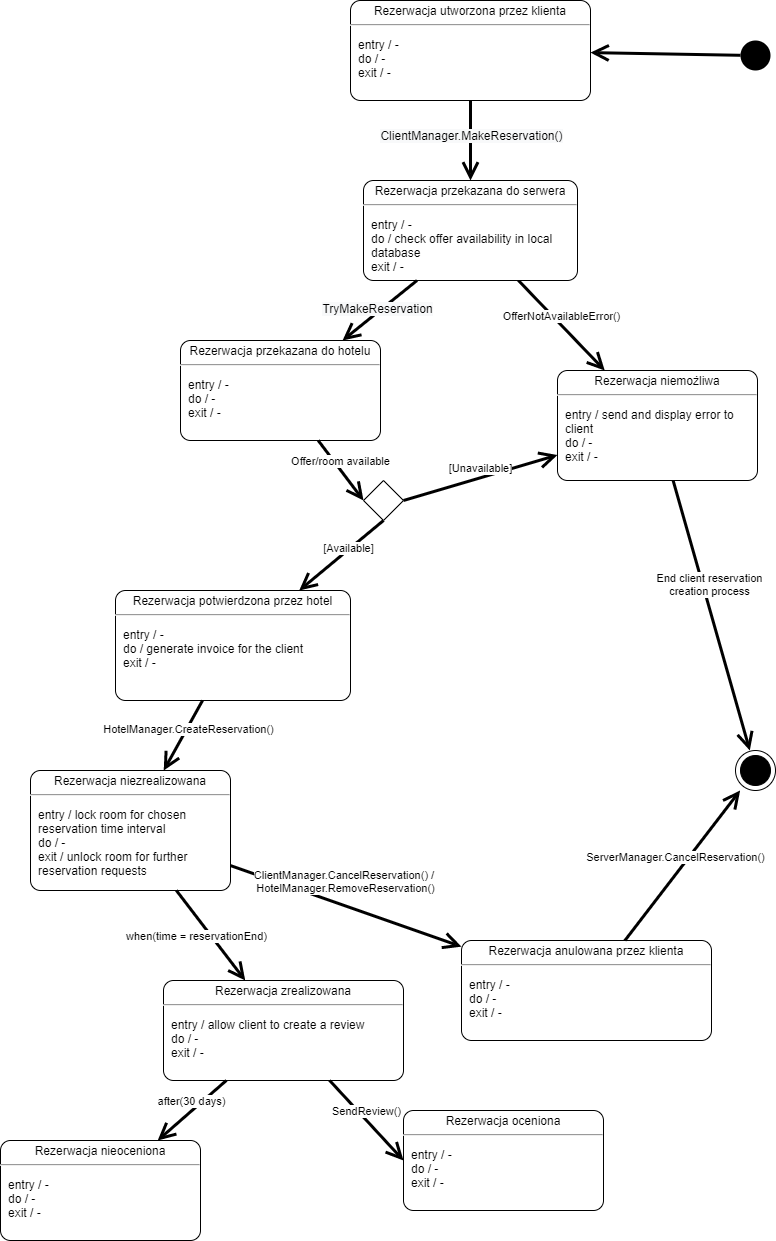 Rezerwacja utworzona przez klienta
entry / -
do / -
exit / -
ClientManager.MakeReservation()
Rezerwacja przekazana do serwera
entry / -
do / check offer availability in local
database
exit / -
TryMakeReservation
OfferNotAvailableError()
Rezerwacja przekazana do hotelu
entry / -
do / -
exit / -
Rezerwacja niemożliwa
entry / send and display error to
client
do / -
exit / -
Offer/room available
[Unavailable]
[Available]
End client reservation
creation process
Rezerwacja potwierdzona przez hotel
entry / -
do / generate invoice for the client
exit / -
HotelManager.CreateReservation()
Rezerwacja niezrealizowana
entry / lock room for chosen
reservation time interval
do / -
exit / unlock room for further
reservation requests
ServerManager.CancelReservation()
ClientManager.CancelReservation() /
HotelManager.RemoveReservation()
when(time = reservationEnd)
Rezerwacja anulowana przez klienta
entry / -
do / -
exit / -
Rezerwacja zrealizowana
entry / allow client to create a review
do / -
exit / -
after(30 days)
SendReview()
Rezerwacja oceniona
entry / -
do / -
exit / -
Rezerwacja nieoceniona
entry / -
do / -
exit / -